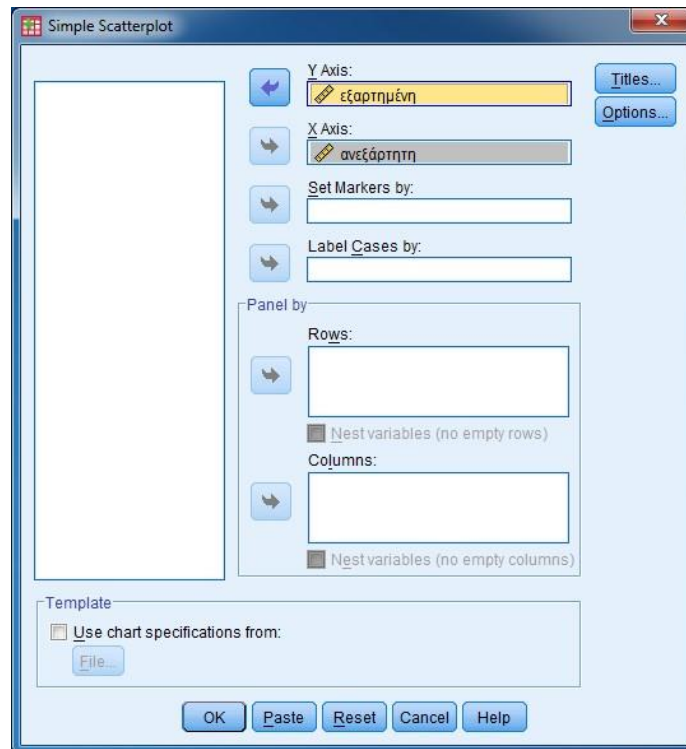 Simple Scatterplot
Y Axis:
εξαρτημένη
X Axis:
ανεξάρτητη
Set Markers by:
Label Cases by:
Panel by
Rows:
Nest variables (no empty rows)
Columns:
Nest variables (no empty columns)
Titles...
Options...
Template
Use chart specifications from:
File...
OK Paste Reset Cancel Help